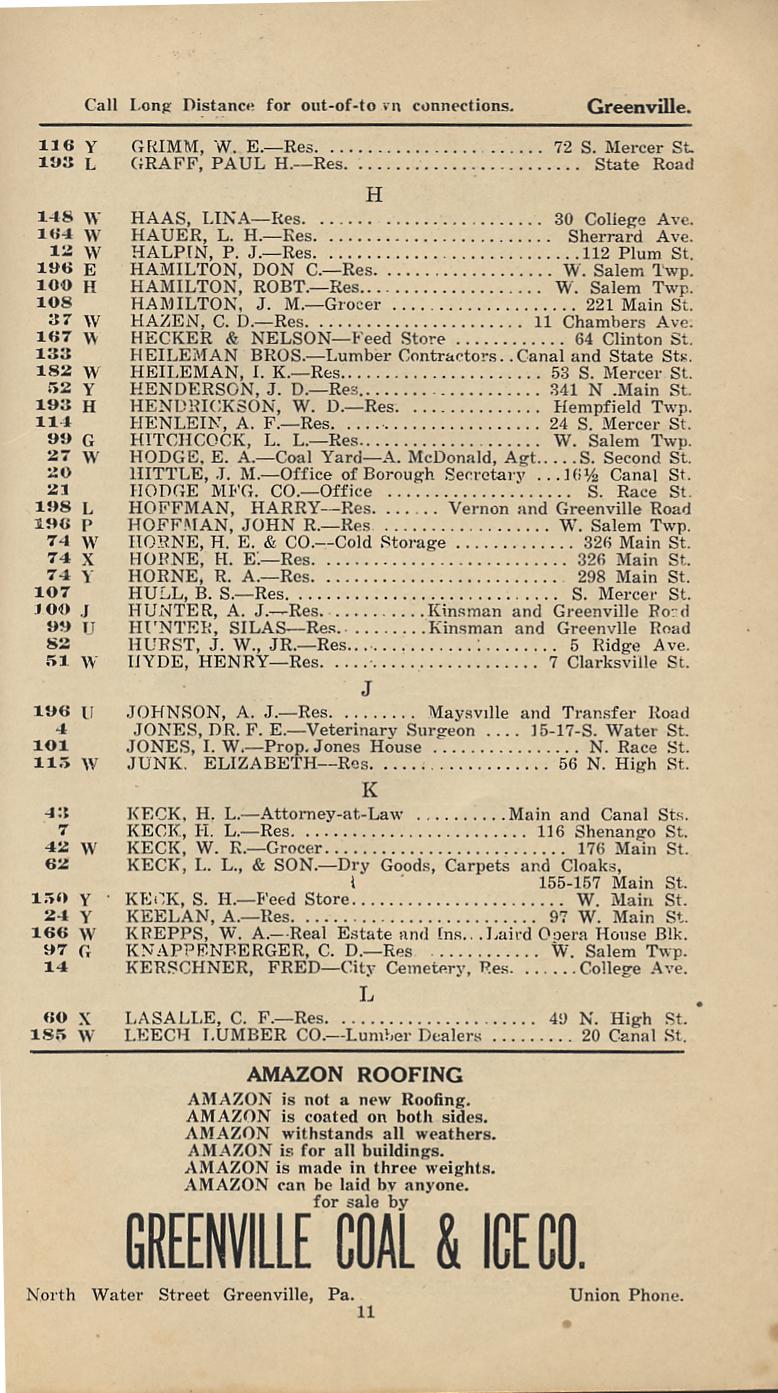 Call Long Distance for out-of-town connections. Greenville.
116 Y GRIMM, W. E.—Res. ........................ 72 S. Mercer St.
193 L GRAFF, PAUL H.—Res. ........................ State Road
H
148 W HAAS, LINA—Res. ........................ 30 College Ave.
164 W HAUER, L. H.—Res. ........................ Sherrard Ave.
12 W HALPIN, P. J.—Res. ........................ 112 Plum St.
196 E HAMILTON, DON C.—Res. .................. W. Salem Twp.
100 H HAMILTON, ROBT.—Res. .................. W. Salem Twp.
108 HAMILTON, J. M.—Grocer .................. 221 Main St.
37 W HAZEN, C. D.—Res. ........................ 11 Chambers Ave.
167 W HECKER & NELSON—Feed Store ............ 64 Clinton St.
133 HEILEMAN BROS.—Lumber Contractors..Canal and State Sts.
182 W HEILEMAN, I. K.—Res. .................... 53 S. Mercer St.
52 Y HENDERSON, J. D.—Res. .................. 341 N .Main St.
193 H HENDRICKSON, W. D.—Res. .............. Hempfield Twp.
114 HENLEIN, A. F.—Res. .................... 24 S. Mercer St.
99 G HITCHCOCK, L. L.—Res. .................. W. Salem Twp.
27 W HODGE, E. A.—Coal Yard—A. McDonald, Agt.....S. Second St.
20 HITTLE, J. M.—Office of Borough Secretary ...16½ Canal St.
21 HODGE MFG. CO.—Office .................. S. Race St.
198 L HOFFMAN, HARRY—Res. ...... Vernon and Greenville Road
196 P HOFFMAN, JOHN R.—Res. .................. W. Salem Twp.
74 W HORNE, H. E. & CO.—Cold Storage ............ 326 Main St.
74 X HORNE, H. E.—Res. ........................ 326 Main St.
74 Y HORNE, R. A.—Res. ........................ 298 Main St.
107 HULL, B. S.—Res. ........................ S. Mercer St.
100 J HUNTER, A. J.—Res. ..........Kinsman and Greenville Road
99 U HUNTER, SILAS—Res. .........Kinsman and Greenvlle Road
82 HURST, J. W., JR.—Res. .................... 5 Ridge Ave.
51 W HYDE, HENRY—Res. ..................... 7 Clarksville St.
J
196 U JOHNSON, A. J.—Res. ........ Maysville and Transfer Road
4 JONES, DR. F. E.—Veterinary Surgeon .... 15-17-S. Water St.
101 JONES, I. W.—Prop. Jones House ............... N. Race St.
115 W JUNK. ELIZABETH—Res. .................. 56 N. High St.
K
43 KECK, H. L.—Attorney-at-Law ..........Main and Canal Sts.
7 KECK, H. L.—Res. ........................ 116 Shenango St.
42 W KECK, W. R.—Grocer ........................ 176 Main St.
62 KECK, L. L., & SON.—Dry Goods, Carpets and Cloaks,
155-157 Main St.
150 Y KECK, S. H.—Feed Store....................... W. Main St.
24 Y KEELAN, A.—Res. ........................ 97 W. Main St.
166 W KREPPS, W. A.—Real Estate and Ins...Laird Opera House Blk.
97 G KNAPPENBERGER, C. D.—Res. ............ W. Salem Twp.
14 KERSCHNER, FRED—City Cemetery, Res. ......College Ave.
L
60 X LASALLE, C. F.—Res. ..................... 49 N. High St.
185 W LEECH LUMBER CO.—Lumber Dealers ......... 20 Canal St.
AMAZON ROOFING
AMAZON is not a new Roofing.
AMAZON is coated on both sides.
AMAZON withstands all weathers.
AMAZON is for all buildings.
AMAZON is made in three weights.
AMAZON can be laid by anyone.
for sale by
GREENVILLE COAL & ICE CO.
North Water Street Greenville, Pa. Union Phone.
11